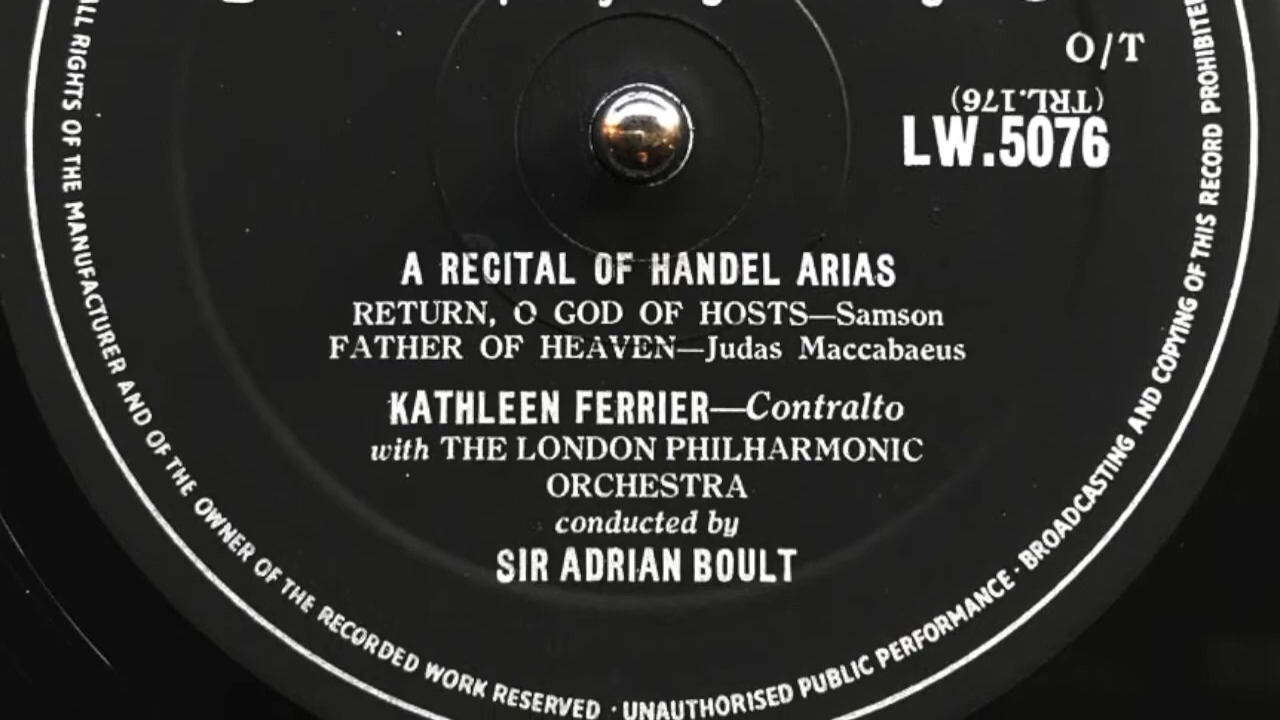 O/T
(TRL.176)
LW.5076
A RECITAL OF HANDEL ARIAS
RETURN, O GOD OF HOSTS—Samson
FATHER OF HEAVEN—Judas Maccabaeus
KATHLEEN FERRIER—Contralto
with THE LONDON PHILHARMONIC
ORCHESTRA
conducted by
SIR ADRIAN BOULT
ALL RIGHTS OF THE MANUFACTURER AND OF THE OWNER OF THE RECORDED WORK RESERVED · UNAUTHORISED PUBLIC PERFORMANCE · BROADCASTING AND COPYING OF THIS RECORD PROHIBITE